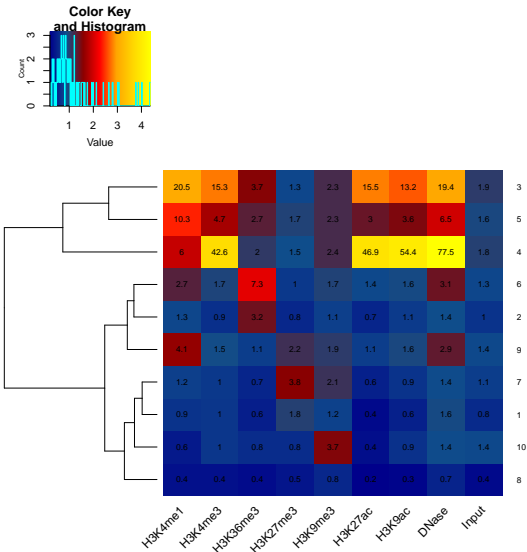 Color Key
and Histogram
Count
0 1 2 3
1 2 3 4
Value
20.5 15.3 3.7 1.3 2.3 15.5 13.2 19.4 1.9 3
10.3 4.7 2.7 1.7 2.3 3 3.6 6.5 1.6 5
6 42.6 2 1.5 2.4 46.9 54.4 77.5 1.8 4
2.7 1.7 7.3 1 1.7 1.4 1.6 3.1 1.3 6
1.3 0.9 3.2 0.8 1.1 0.7 1.1 1.4 1 2
4.1 1.5 1.1 2.2 1.9 1.1 1.6 2.9 1.4 9
1.2 1 0.7 3.6 2.1 0.6 0.9 1.4 1.1 7
0.9 1 0.6 1.8 1.2 0.4 0.6 1.6 0.8 1
0.6 1 0.8 0.8 3.7 0.4 0.9 1.4 1.4 10
0.4 0.4 0.4 0.8 0.8 0.7 0.4 8
H3K4me1 H3K4me3 H3K36me3 H3K27me3 H3K9me3 H3K27ac H3K9ac DNase Input